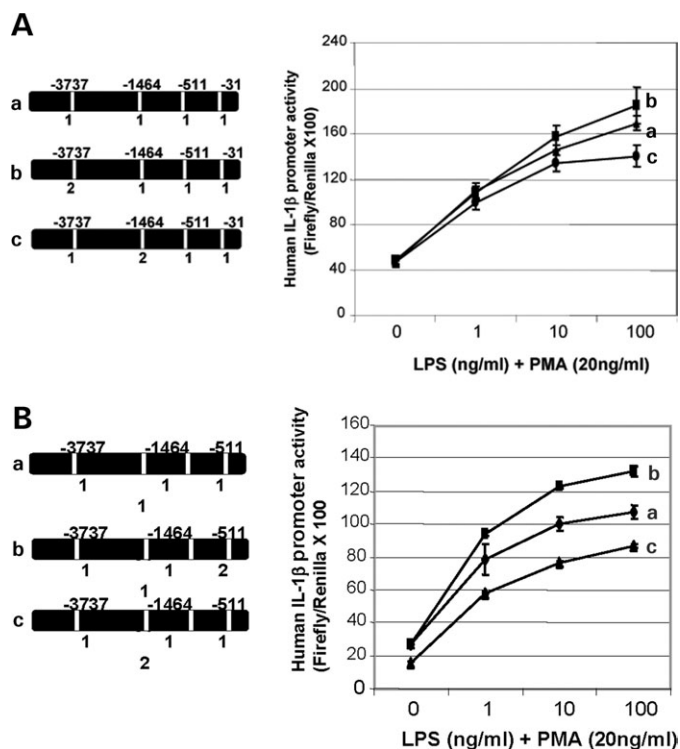 A
-3737 -1464 -511 -31
a
1 1 1 1
-3737 -1464 -511 -31
b
2 1 1 1
-3737 -1464 -511 -31
c
1 2 1 1
Human IL-1β promoter activity
(Firefly/Renilla X100)
240
200
160
120
80
40
0
b
a
c
0 1 10 100
LPS (ng/ml) + PMA (20ng/ml)
B
-3737 -1464 -511
a
1 1 1
1
-3737 -1464 -511
b
1 1 2
1
-3737 -1464 -511
c
1 1 1
2
Human IL-1β promoter activity
(Firefly/Renilla X 100
160
140
120
100
80
60
40
20
0
b
a
c
0 1 10 100
LPS (ng/ml) + PMA (20ng/ml)